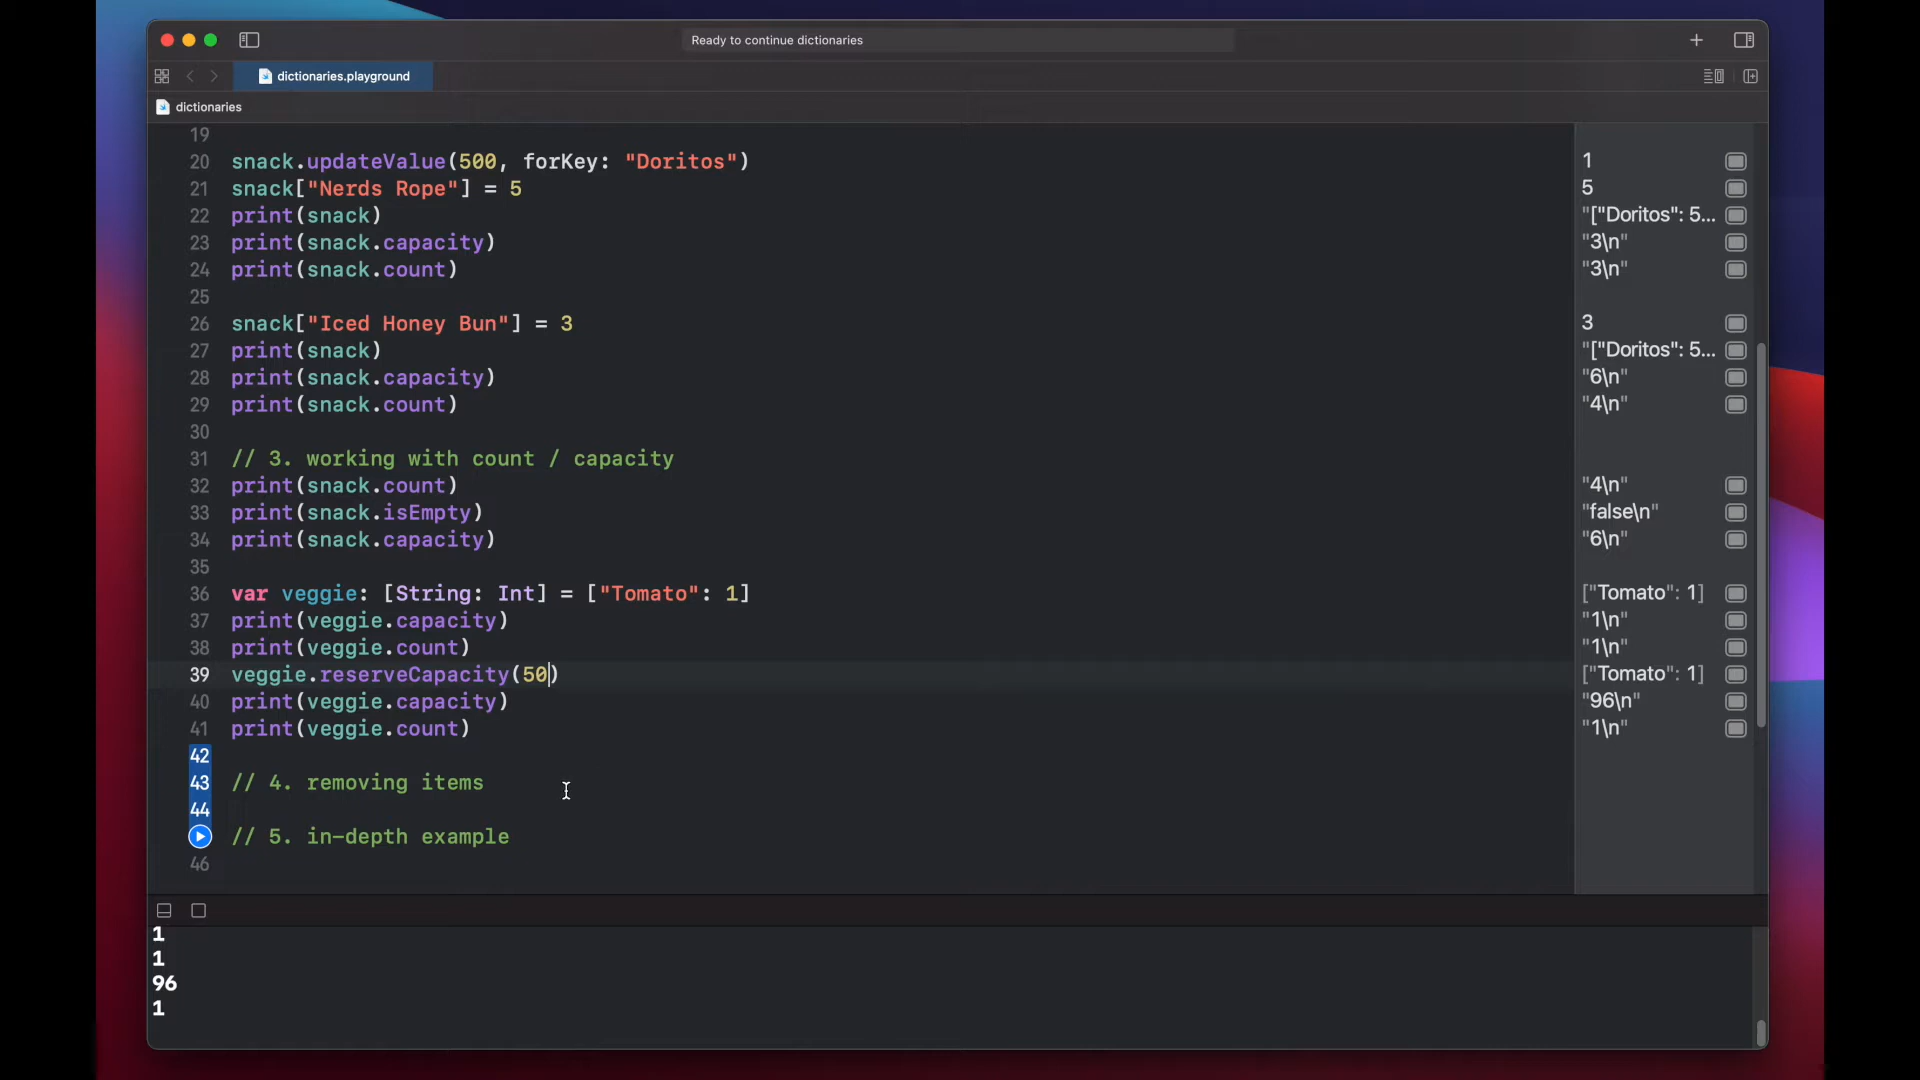 Ready to continue dictionaries
dictionaries.playground
dictionaries
19
20 snack.updateValue(500, forKey: "Doritos") 1
21 snack["Nerds Rope"] = 5 5
22 print(snack) "["Doritos": 5...
23 print(snack.capacity) "3\n"
24 print(snack.count) "3\n"
25
26 snack["Iced Honey Bun"] = 3 3
27 print(snack) "["Doritos": 5...
28 print(snack.capacity) "6\n"
29 print(snack.count) "4\n"
30
31 // 3. working with count / capacity
32 print(snack.count) "4\n"
33 print(snack.isEmpty) "false\n"
34 print(snack.capacity) "6\n"
35
36 var veggie: [String: Int] = ["Tomato": 1] ["Tomato": 1]
37 print(veggie.capacity) "1\n"
38 print(veggie.count) "1\n"
39 veggie.reserveCapacity(50) ["Tomato": 1]
40 print(veggie.capacity) "96\n"
41 print(veggie.count) "1\n"
42
43 // 4. removing items
44
// 5. in-depth example
46
1
1
96
1